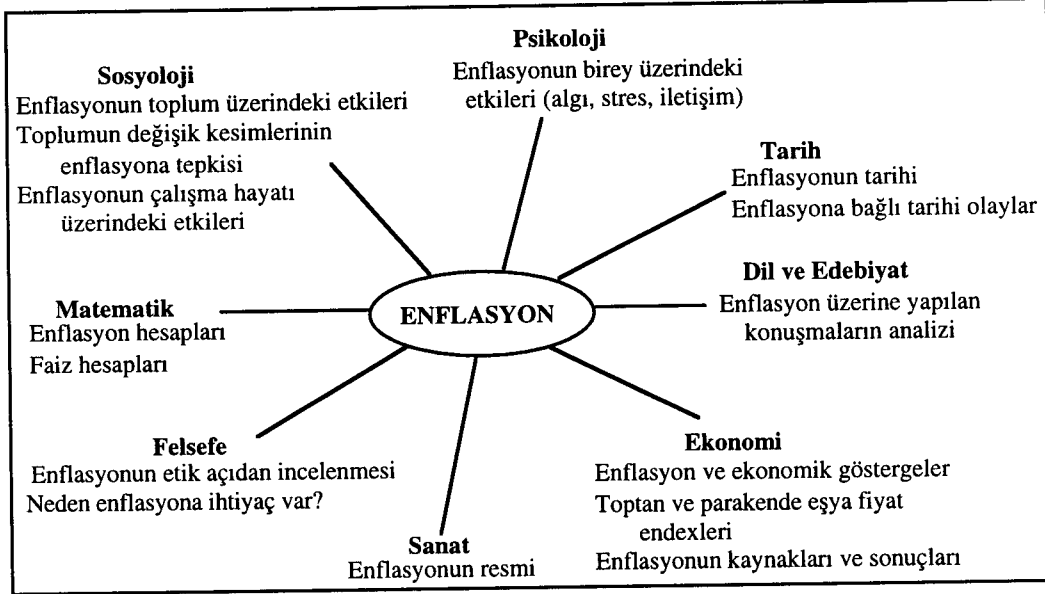 Psikoloji
Enflasyonun birey üzerindeki
etkileri (algı, stres, iletişim)
Sosyoloji
Enflasyonun toplum üzerindeki etkileri
Toplumun değişik kesimlerinin
enflasyona tepkisi
Enflasyonun çalışma hayatı
üzerindeki etkileri
Tarih
Enflasyonun tarihi
Enflasyona bağlı tarihi olaylar
Dil ve Edebiyat
Enflasyon üzerine yapılan
konuşmaların analizi
ENFLASYON
Matematik
Enflasyon hesapları
Faiz hesapları
Felsefe
Enflasyonun etik açıdan incelenmesi
Neden enflasyona ihtiyaç var?
Sanat
Enflasyonun resmi
Ekonomi
Enflasyon ve ekonomik göstergeler
Toptan ve parakende eşya fiyat
endexleri
Enflasyonun kaynakları ve sonuçları